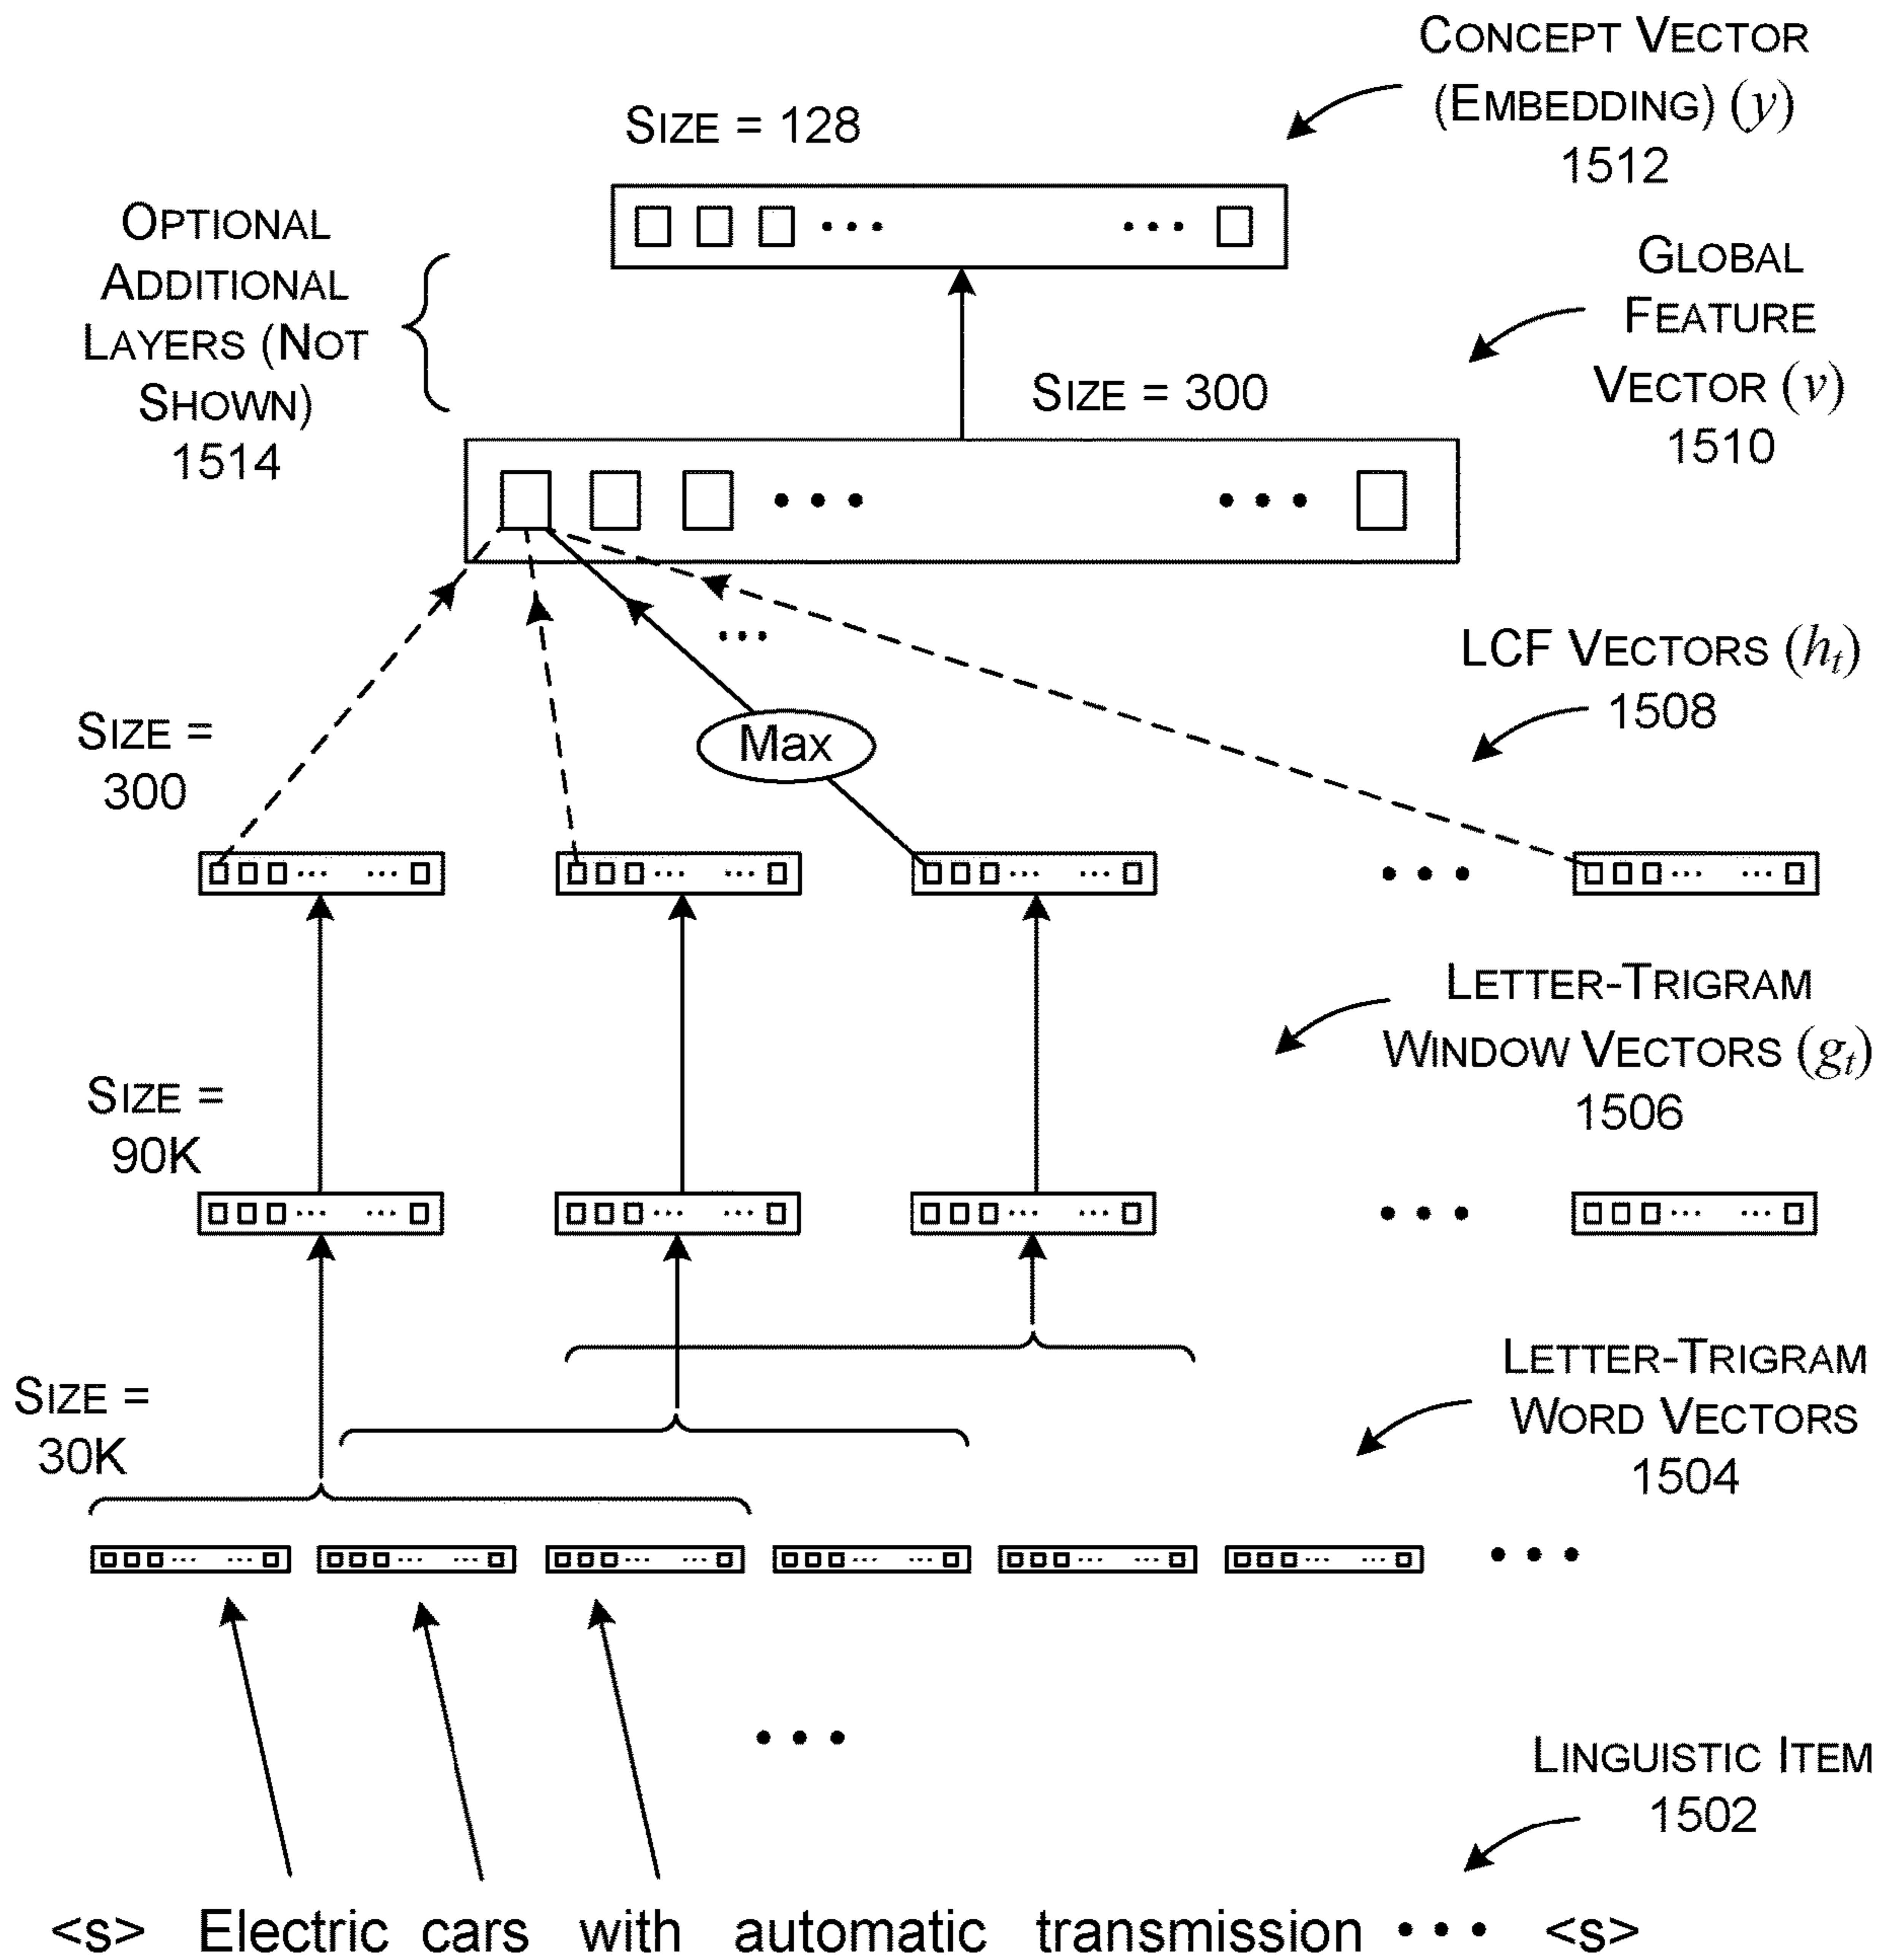 CONCEPT VECTOR
(EMBEDDING) (y)
1512
SIZE = 128
OPTIONAL
ADDITIONAL
LAYERS (NOT
SHOWN)
1514
GLOBAL
FEATURE
VECTOR (v)
1510
SIZE = 300
• • •
• • •
• • •
• • •
• • •
LCF VECTORS (hₜ)
1508
SIZE =
300
Max
• • •
LETTER-TRIGRAM
WINDOW VECTORS (gₜ)
1506
SIZE =
90K
• • •
LETTER-TRIGRAM
WORD VECTORS
1504
SIZE =
30K
• • •
• • •
LINGUISTIC ITEM
1502
<s> Electric cars with automatic transmission • • • <s>